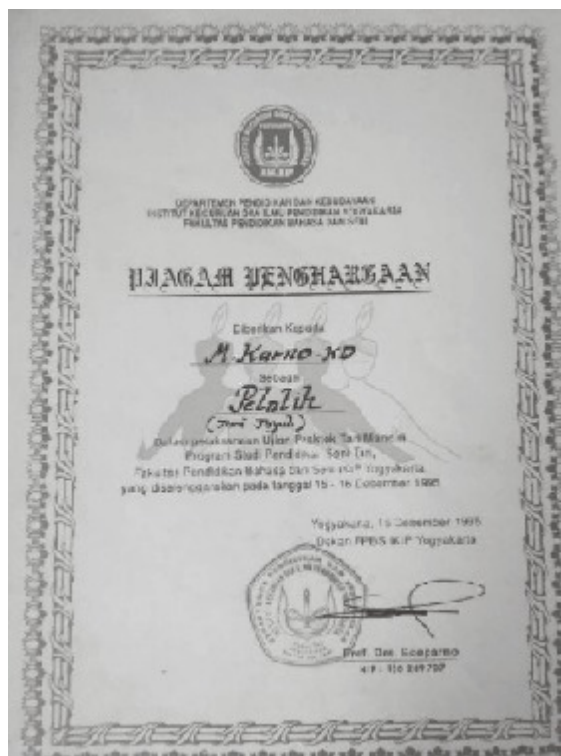 DEPARTEMEN PENDIDIKAN DAN KEBUDAYAAN
INSTITUT KEGURUAN DAN ILMU PENDIDIKAN YOGYAKARTA
FAKULTAS PENDIDIKAN BAHASA DAN SENI
PIAGAM PENGHARGAAN
Diberikan Kepada
M. Karno. KD
Sebagai
Pelatih
Dalam pelaksanaan Ujian Praktek Tari Mandiri
Program Studi Pendidikan Seni Tari,
Fakultas Pendidikan Bahasa dan Seni IKIP Yogyakarta
yang diselenggarakan pada tanggal 15 - 16 Desember 1995
Yogyakarta, 15 Desember 1995
Dekan FPBS IKIP Yogyakarta
Prof. Drs. Soeparno